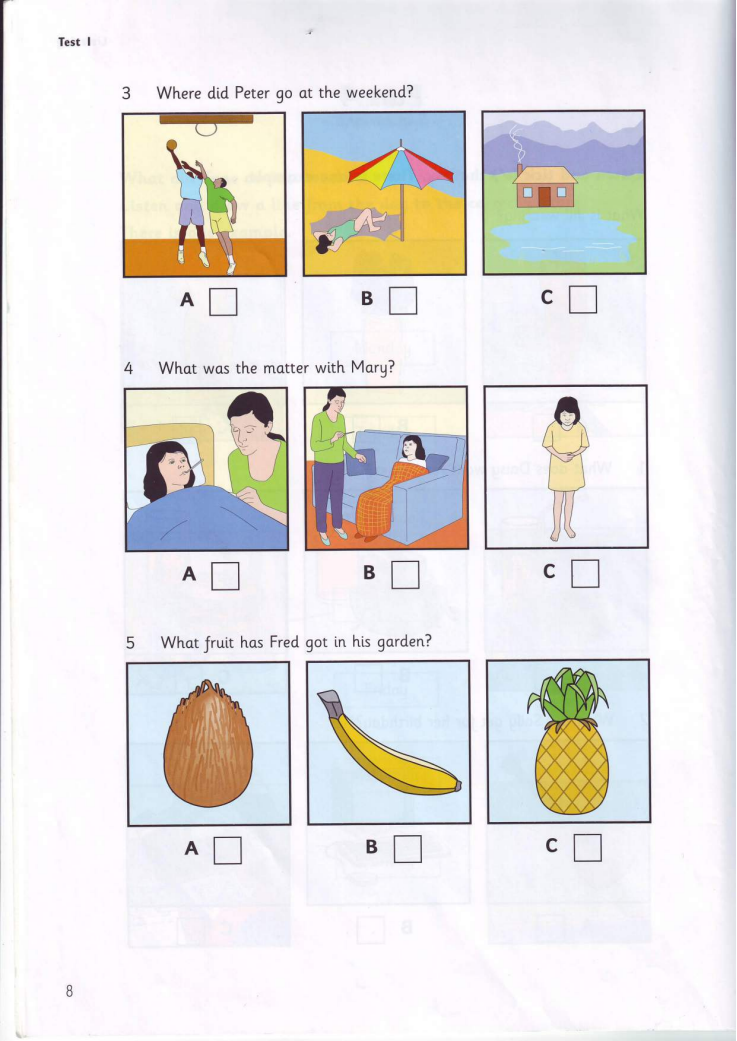 Test 1
3 Where did Peter go at the weekend?
A B C
4 What was the matter with Mary?
A B C
5 What fruit has Fred got in his garden?
A B C
8